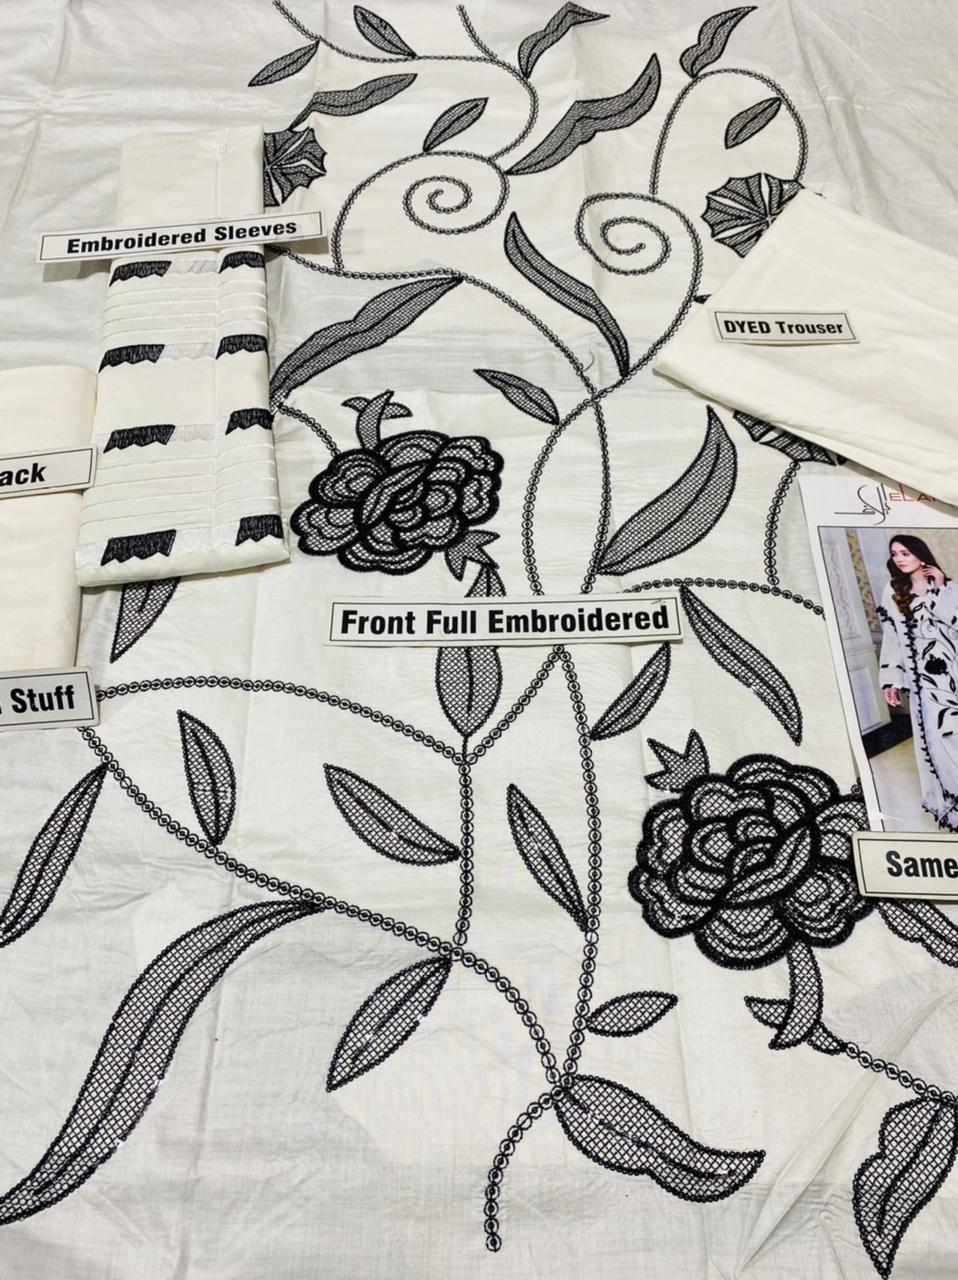 Embroidered Sleeves
DYED Trouser
ack
Front Full Embroidered
Stuff
Same